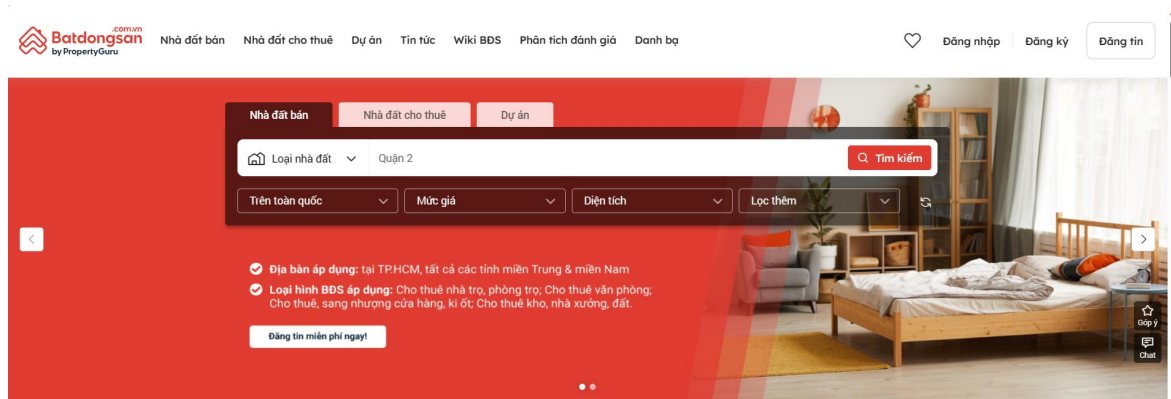 Batdongsan .com.vn
by PropertyGuru
Nhà đất bán Nhà đất cho thuê Dự án Tin tức Wiki BĐS Phân tích đánh giá Danh bạ Đăng nhập Đăng ký Đăng tin
Nhà đất bán Nhà đất cho thuê Dự án
Loại nhà đất Quận 2 Tìm kiếm
Trên toàn quốc Mức giá Diện tích Lọc thêm
Địa bàn áp dụng: tại TP.HCM, tất cả các tỉnh miền Trung & miền Nam
Loại hình BĐS áp dụng: Cho thuê nhà trọ, phòng trọ; Cho thuê văn phòng;
Cho thuê, sang nhượng cửa hàng, ki ốt; Cho thuê kho, nhà xưởng, đất.
Đăng tin miễn phí ngay!
Góp ý
Chat